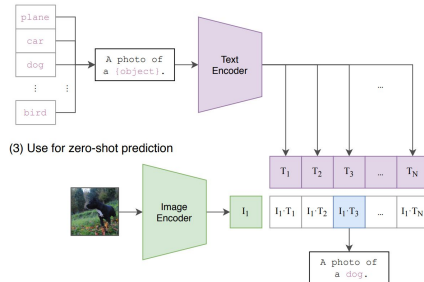 plane
car
dog
⋮
⋮
bird
A photo of
a {object}.
Text
Encoder
...
(3) Use for zero-shot prediction
T1 T2 T3 ... TN
Image
Encoder
I1
I1·T1 I1·T2 I1·T3 ... I1·TN
A photo of
a dog.